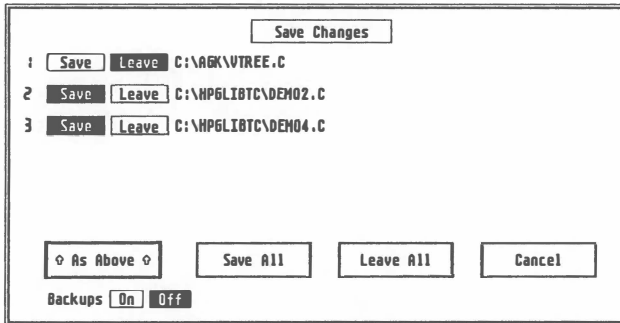 Save Changes
1 Save Leave C:\AGK\VTREE.C
2 Save Leave C:\HPGLIBTC\DEMO2.C
3 Save Leave C:\HPGLIBTC\DEMO4.C
⇧ As Above ⇧ Save All Leave All Cancel
Backups On Off